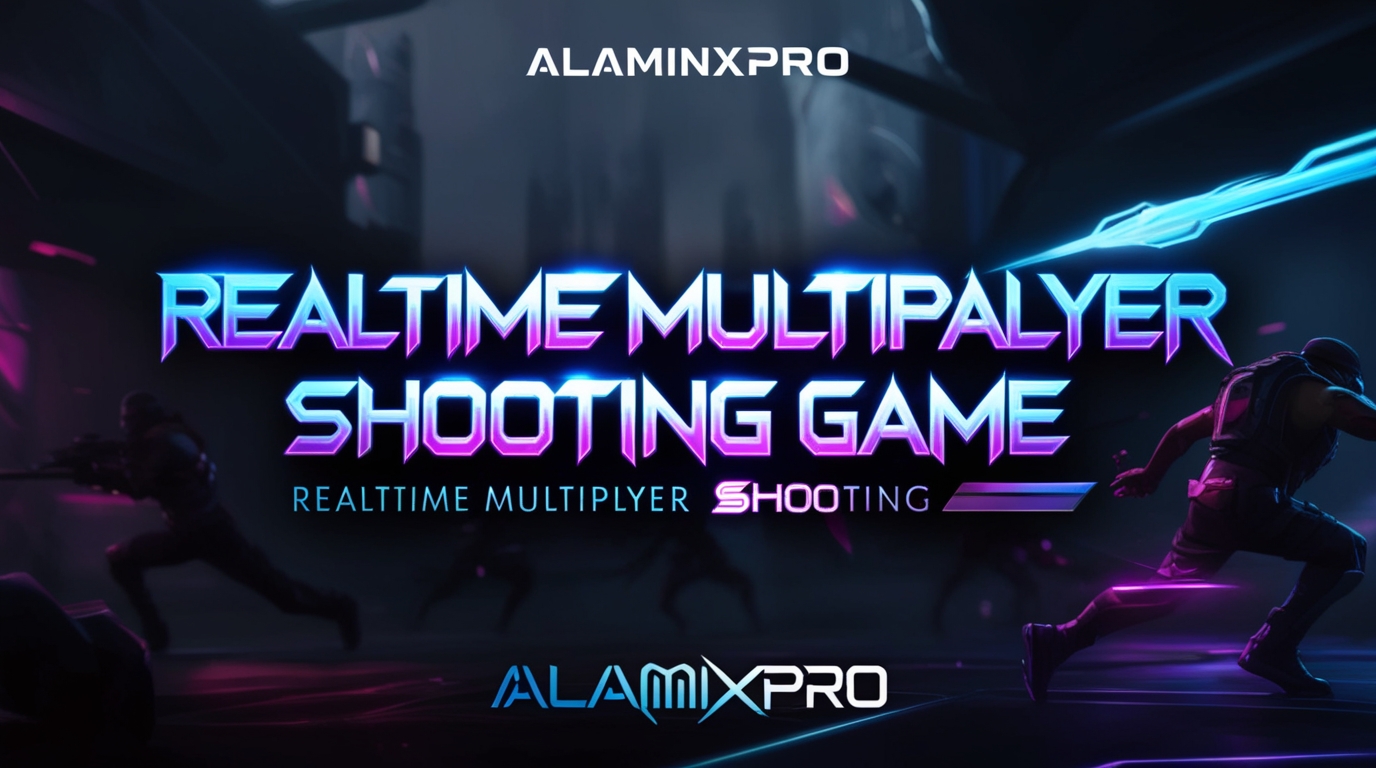 ALAMINXPRO
REALTIME MULTIPALYER
SHOOTING GAME
REALTTIME MULTIPLYER SHOOTING
ALAMIXPRO